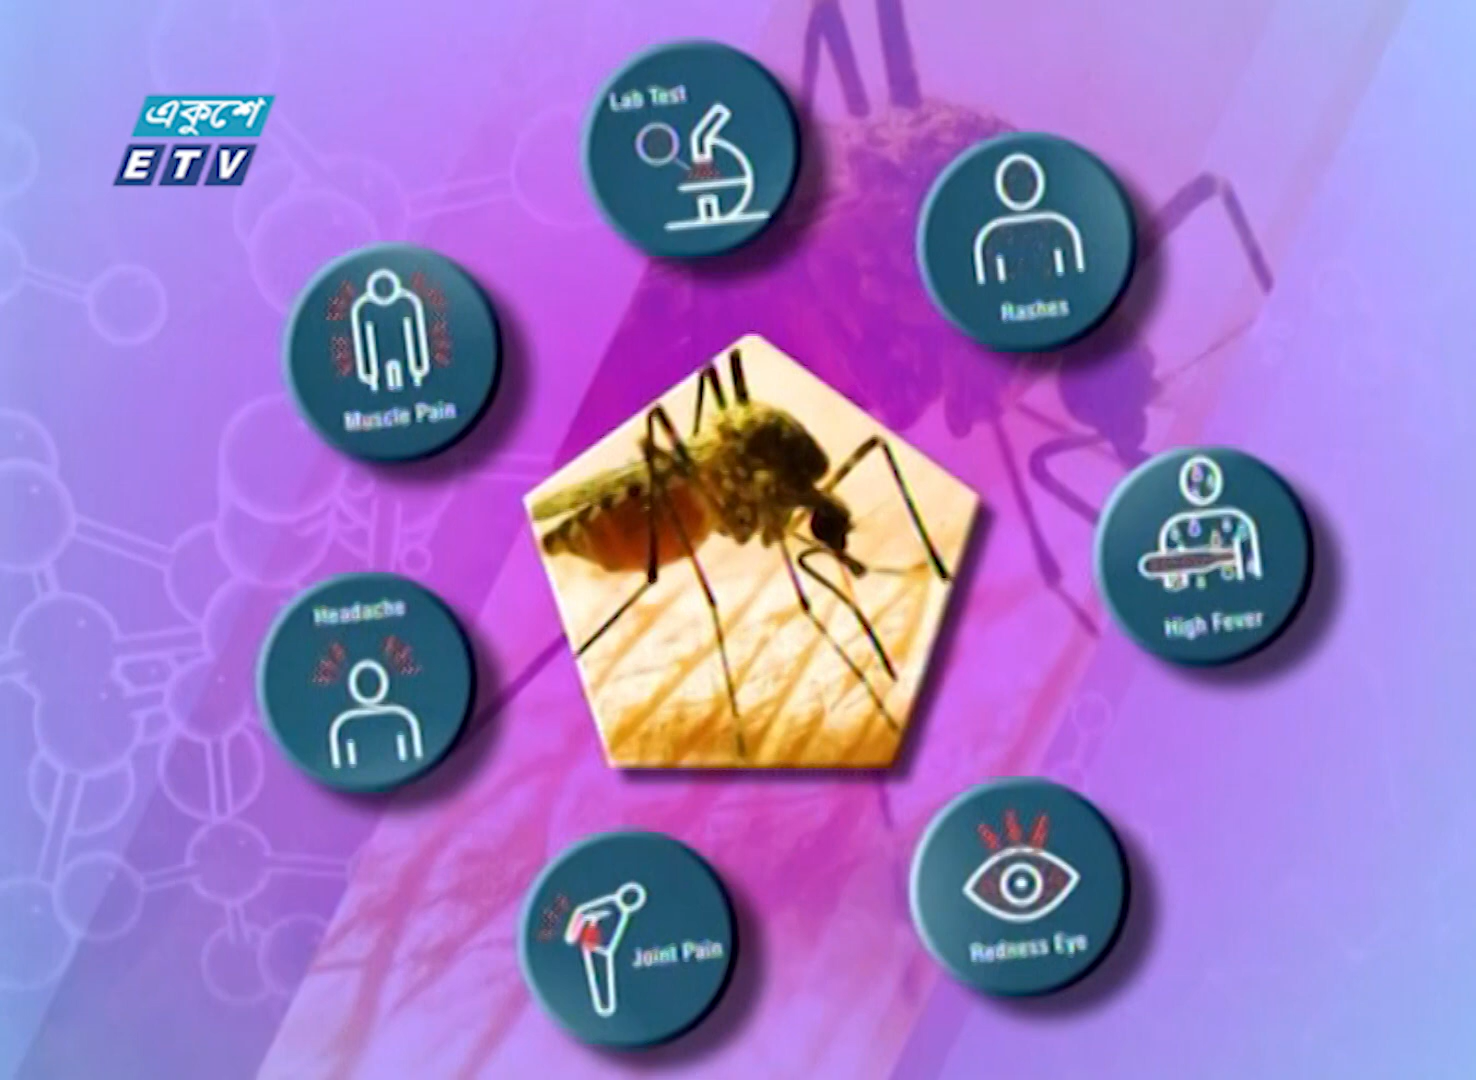 একুশে
ETV
Lab Test
Rashes
Muscle Pain
High Fever
Headache
Redness Eye
Joint Pain